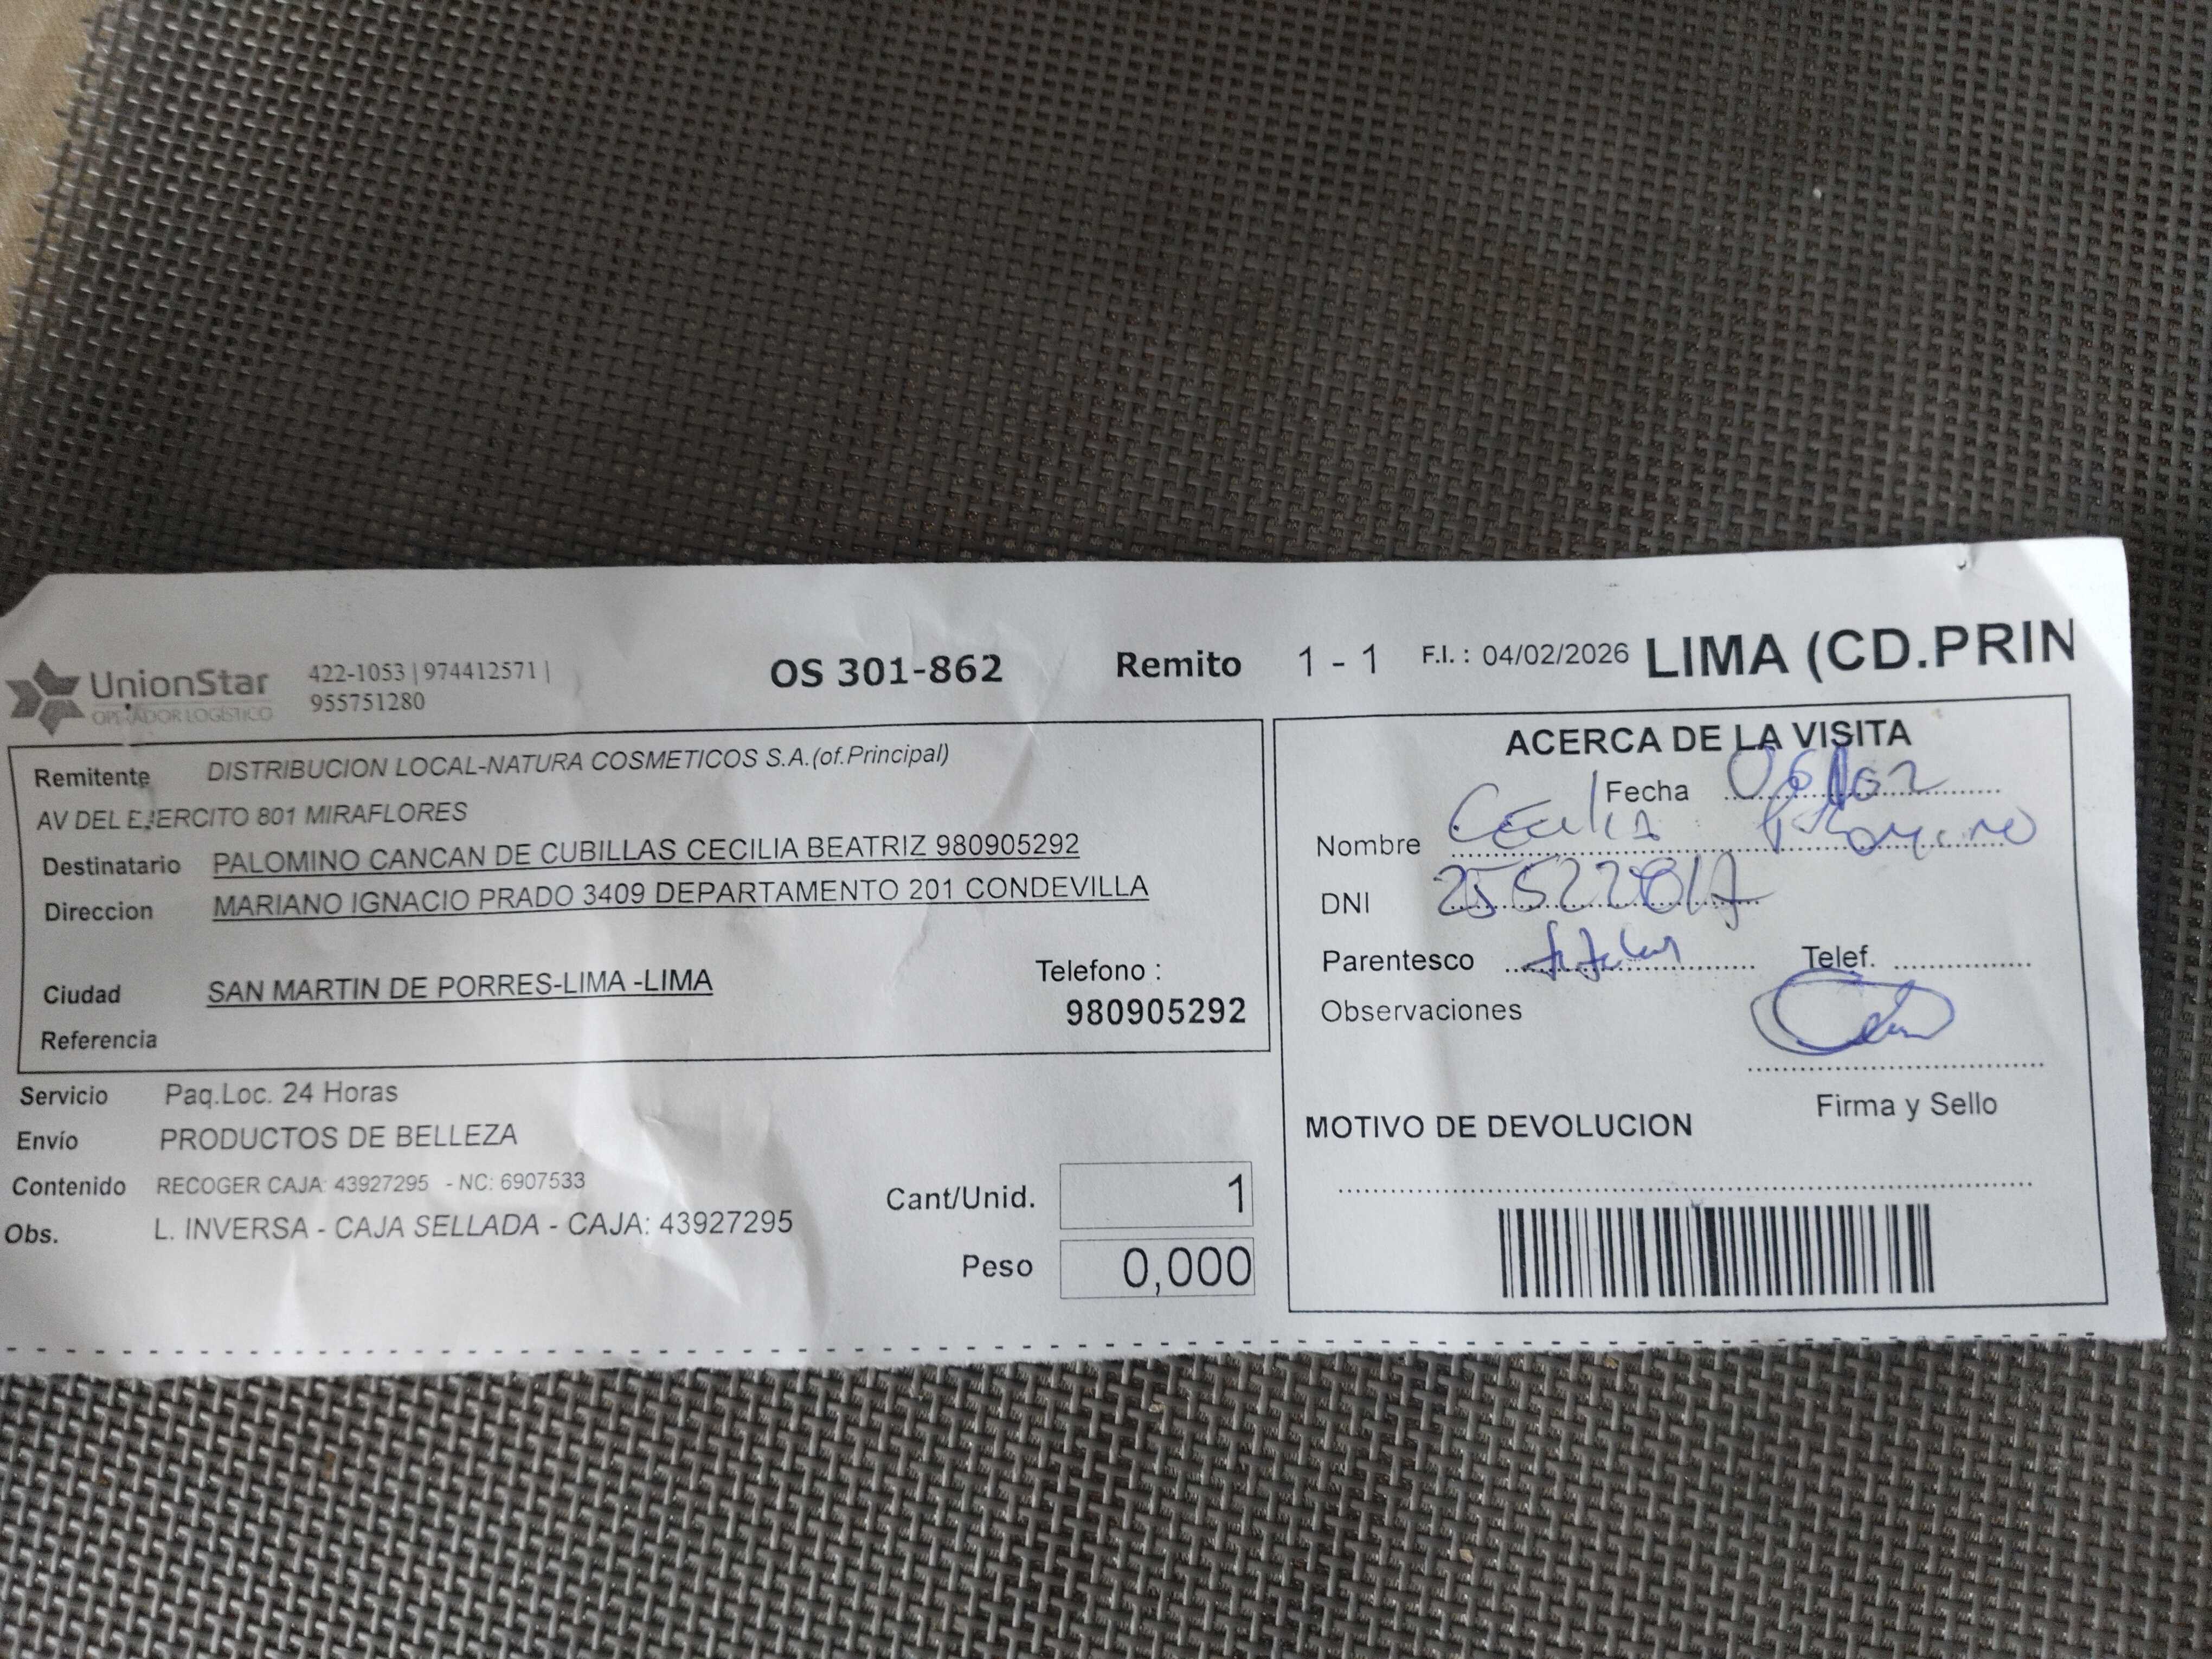 UnionStar
OPERADOR LOGISTICO
422-1053 | 974412571 |
955751280
OS 301-862 Remito 1 - 1 F.I. : 04/02/2026 LIMA (CD.PRIN
Remitente DISTRIBUCION LOCAL-NATURA COSMETICOS S.A.(of.Principal)
AV DEL EJERCITO 801 MIRAFLORES
Destinatario PALOMINO CANCAN DE CUBILLAS CECILIA BEATRIZ 980905292
Direccion MARIANO IGNACIO PRADO 3409 DEPARTAMENTO 201 CONDEVILLA
Ciudad SAN MARTIN DE PORRES-LIMA -LIMA
Telefono :
980905292
Referencia
Servicio Paq.Loc. 24 Horas
Envío PRODUCTOS DE BELLEZA
Contenido RECOGER CAJA: 43927295 - NC: 6907533
Obs. L. INVERSA - CAJA SELLADA - CAJA: 43927295
Cant/Unid. 1
Peso 0,000
ACERCA DE LA VISITA
Fecha
Nombre Cecilia Palomino
DNI
Parentesco titular Telef.
Observaciones
Firma y Sello
MOTIVO DE DEVOLUCION